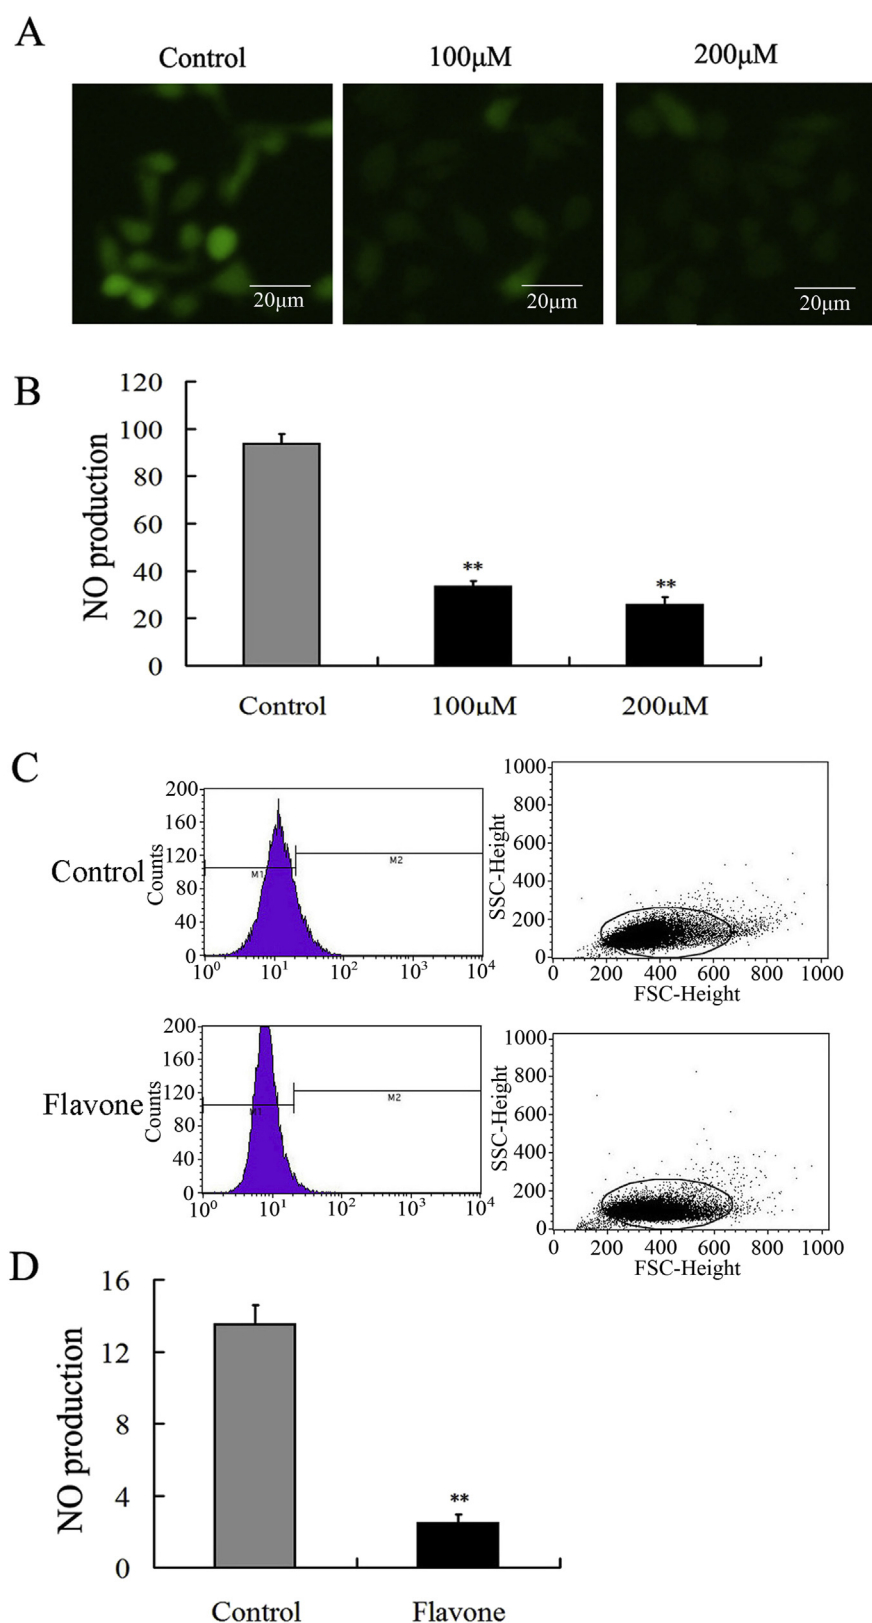 A
Control 100μM 200μM
20μm 20μm 20μm
B
NO production
120
100
80
60
40
20
0
** **
Control 100μM 200μM
C
Control
Counts
200
160
120
80
40
0
M1 M2
10⁰ 10¹ 10² 10³ 10⁴
SSC-Height
1000
800
600
400
200
0
0 200 400 600 800 1000
FSC-Height
Flavone
Counts
200
160
120
80
40
0
M1 M2
10⁰ 10¹ 10² 10³ 10⁴
SSC-Height
1000
800
600
400
200
0
0 200 400 600 800 1000
FSC-Height
D
NO production
16
12
8
4
0
**
Control Flavone